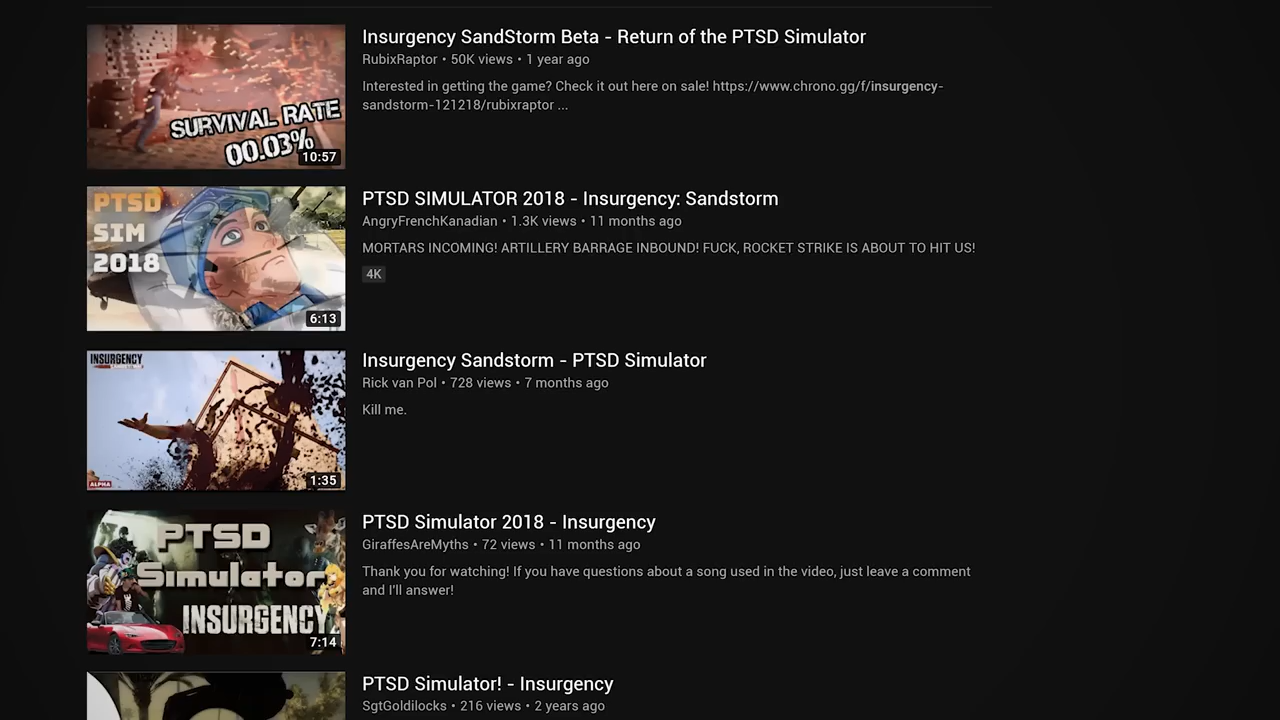 Insurgency SandStorm Beta - Return of the PTSD Simulator
RubixRaptor • 50K views • 1 year ago
Interested in getting the game? Check it out here on sale! https://www.chrono.gg/f/insurgency-
sandstorm-121218/rubixraptor ...
SURVIVAL RATE
00.03%
10:57
PTSD SIMULATOR 2018 - Insurgency: Sandstorm
AngryFrenchKanadian • 1.3K views • 11 months ago
MORTARS INCOMING! ARTILLERY BARRAGE INBOUND! FUCK, ROCKET STRIKE IS ABOUT TO HIT US!
4K
PTSD
SIM
2018
6:13
Insurgency Sandstorm - PTSD Simulator
Rick van Pol • 728 views • 7 months ago
Kill me.
INSURGENCY
ALPHA
1:35
PTSD Simulator 2018 - Insurgency
GiraffesAreMyths • 72 views • 11 months ago
Thank you for watching! If you have questions about a song used in the video, just leave a comment
and I'll answer!
PTSD
Simulator
INSURGENCY
7:14
PTSD Simulator! - Insurgency
SgtGoldilocks • 216 views • 2 years ago